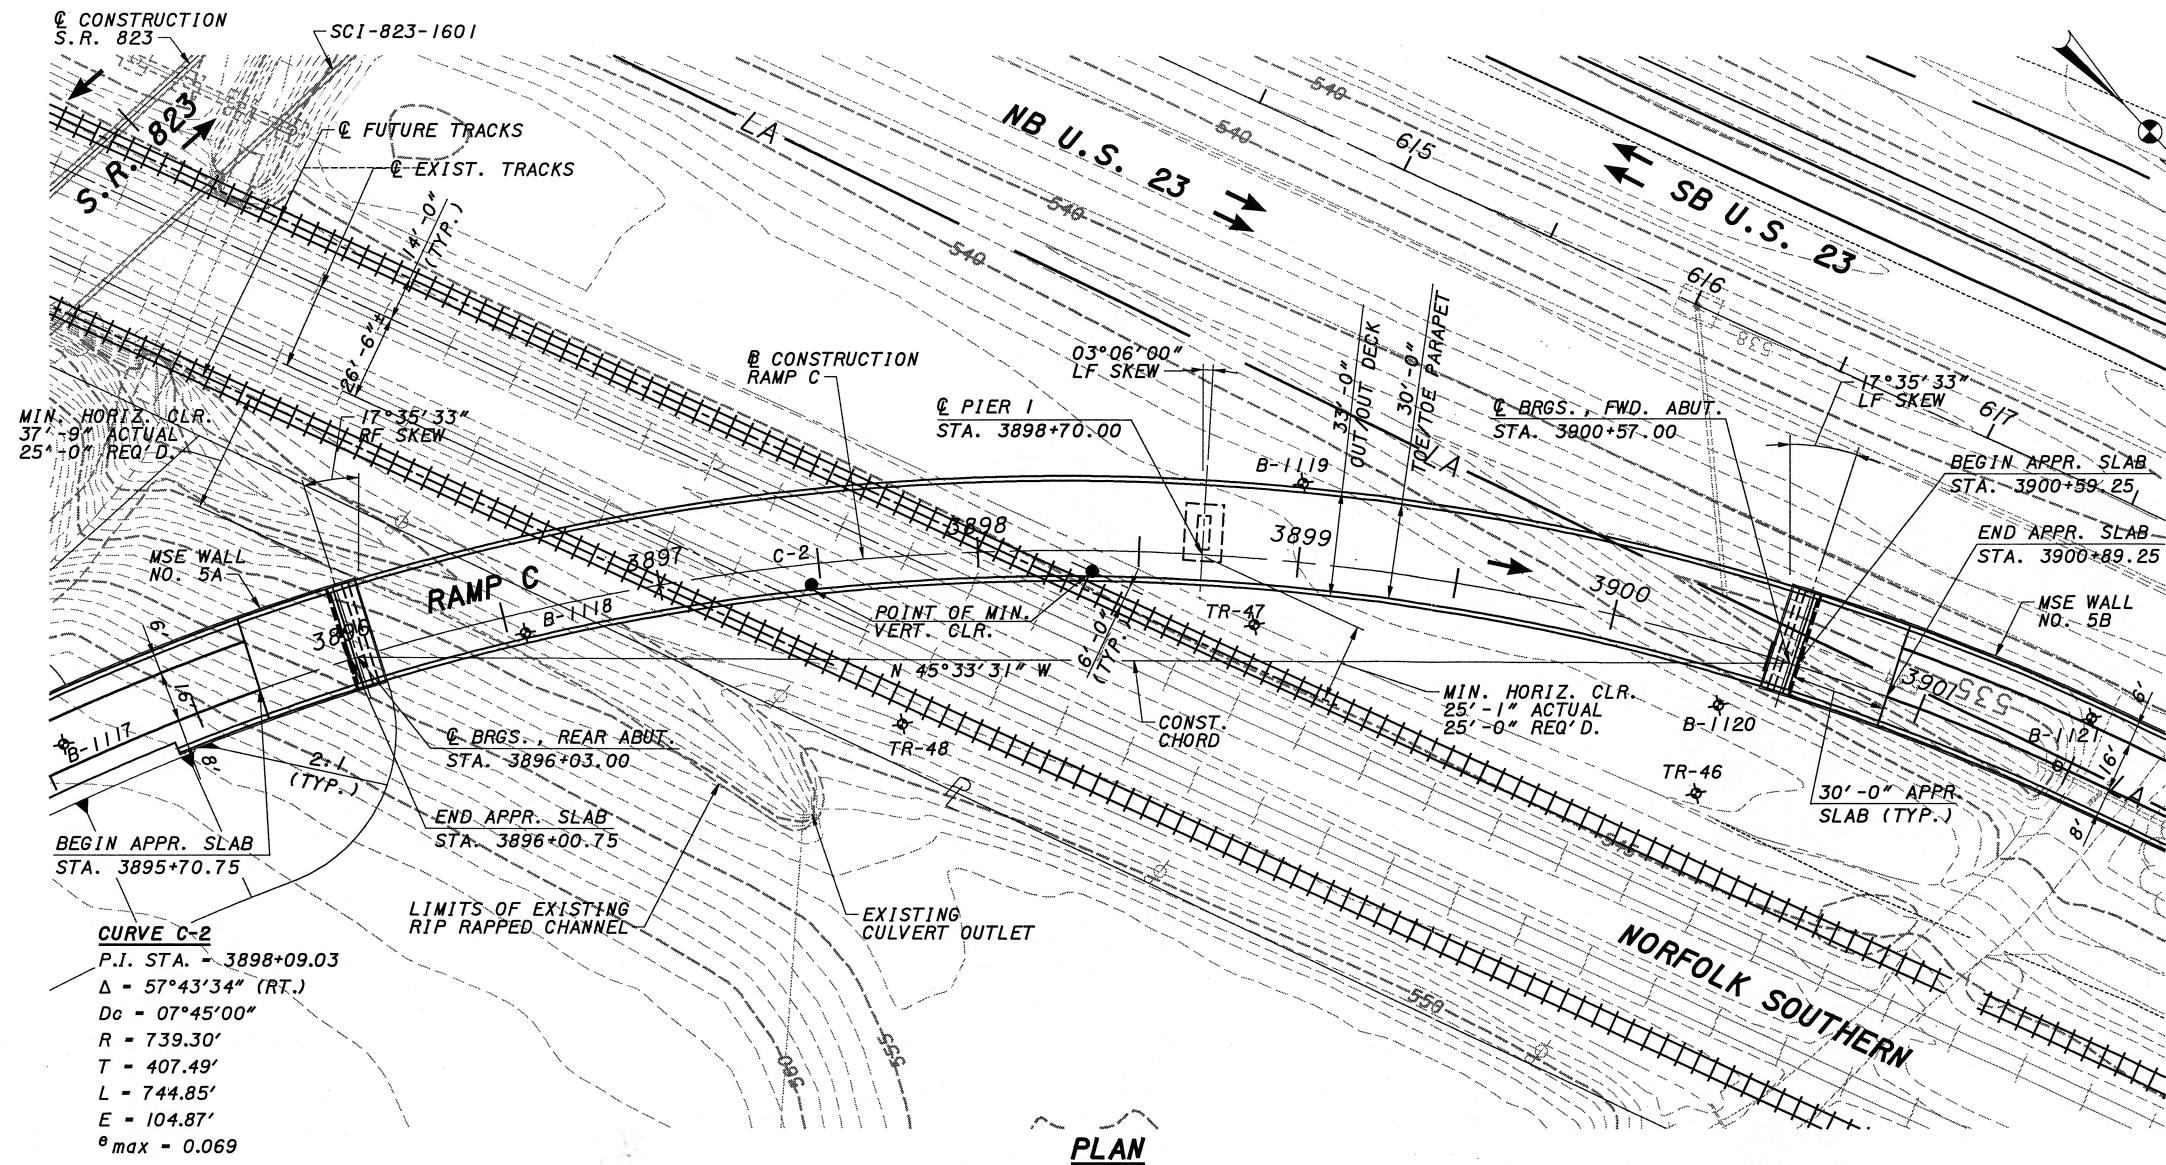 ℄ CONSTRUCTION
S.R. 823
SCI-823-1601
S.R. 823
℄ FUTURE TRACKS
℄ EXIST. TRACKS
14'-0"
(TYP.)
26'-6"±
LA
NB U.S. 23
SB U.S. 23
540
540
540
540
615
616
617
538
MIN. HORIZ. CLR.
37'-9" ACTUAL
25'-0" REQ'D.
17°35'33"
RF SKEW
B CONSTRUCTION
RAMP C
03°06'00"
LF SKEW
℄ PIER 1
STA. 3898+70.00
33'-0"
OUT/OUT DECK
30'-0"
TOE/TOE PARAPET
LA
℄ BRGS., FWD. ABUT.
STA. 3900+57.00
17°35'33"
LF SKEW
BEGIN APPR. SLAB
STA. 3900+59.25
END APPR. SLAB
STA. 3900+89.25
MSE WALL
NO. 5B
MSE WALL
NO. 5A
B-1119
3896
3897
3898
3899
3900
3901
C-2
RAMP C
B-1118
POINT OF MIN.
VERT. CLR.
TR-47
6'-0"
(TYP.)
N 45°33'31" W
CONST.
CHORD
MIN. HORIZ. CLR.
25'-1" ACTUAL
25'-0" REQ'D.
535
B-1120
B-1121
TR-46
TR-48
6'
16'
8'
6'
16'
8'
B-1117
2:1
(TYP.)
℄ BRGS., REAR ABUT.
STA. 3896+03.00
END APPR. SLAB
STA. 3896+00.75
BEGIN APPR. SLAB
STA. 3895+70.75
30'-0" APPR.
SLAB (TYP.)
LA
LIMITS OF EXISTING
RIP RAPPED CHANNEL
EXISTING
CULVERT OUTLET
545
550
555
560
NORFOLK SOUTHERN
CURVE C-2
P.I. STA. = 3898+09.03
Δ = 57°43'34" (RT.)
Dc = 07°45'00"
R = 739.30'
T = 407.49'
L = 744.85'
E = 104.87'
e max = 0.069
PLAN